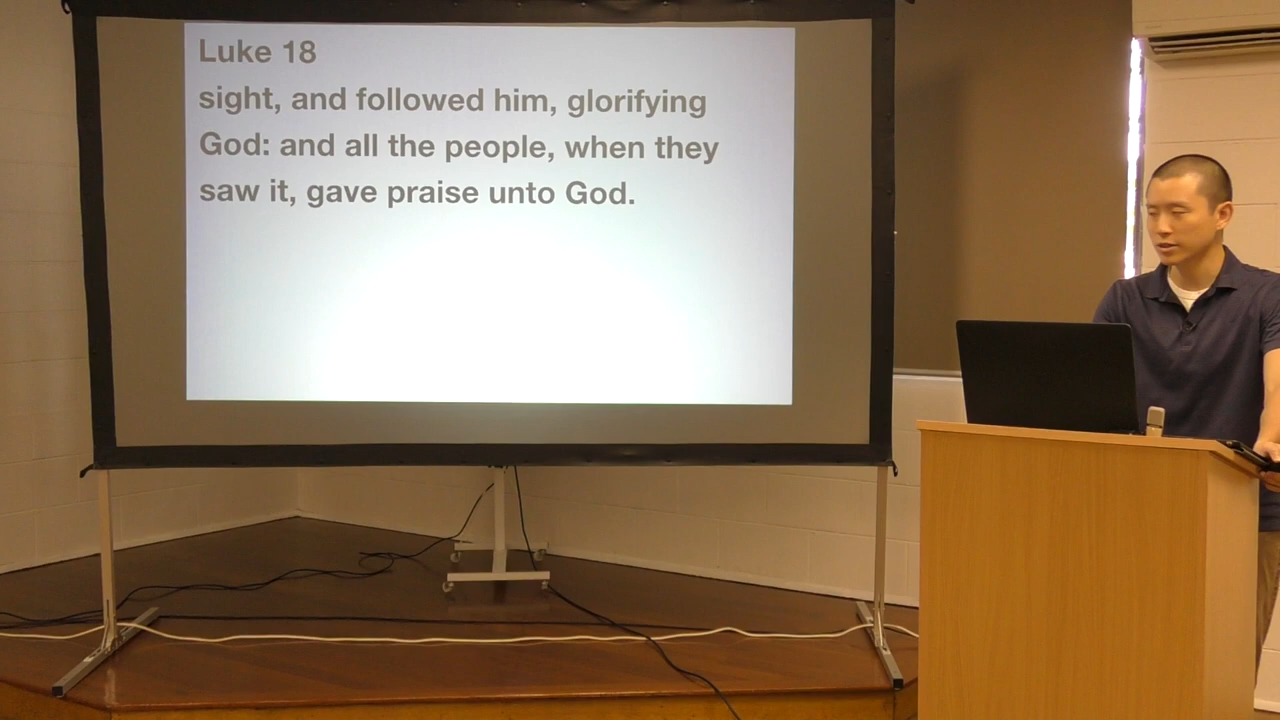 Luke 18
sight, and followed him, glorifying
God: and all the people, when they
saw it, gave praise unto God.